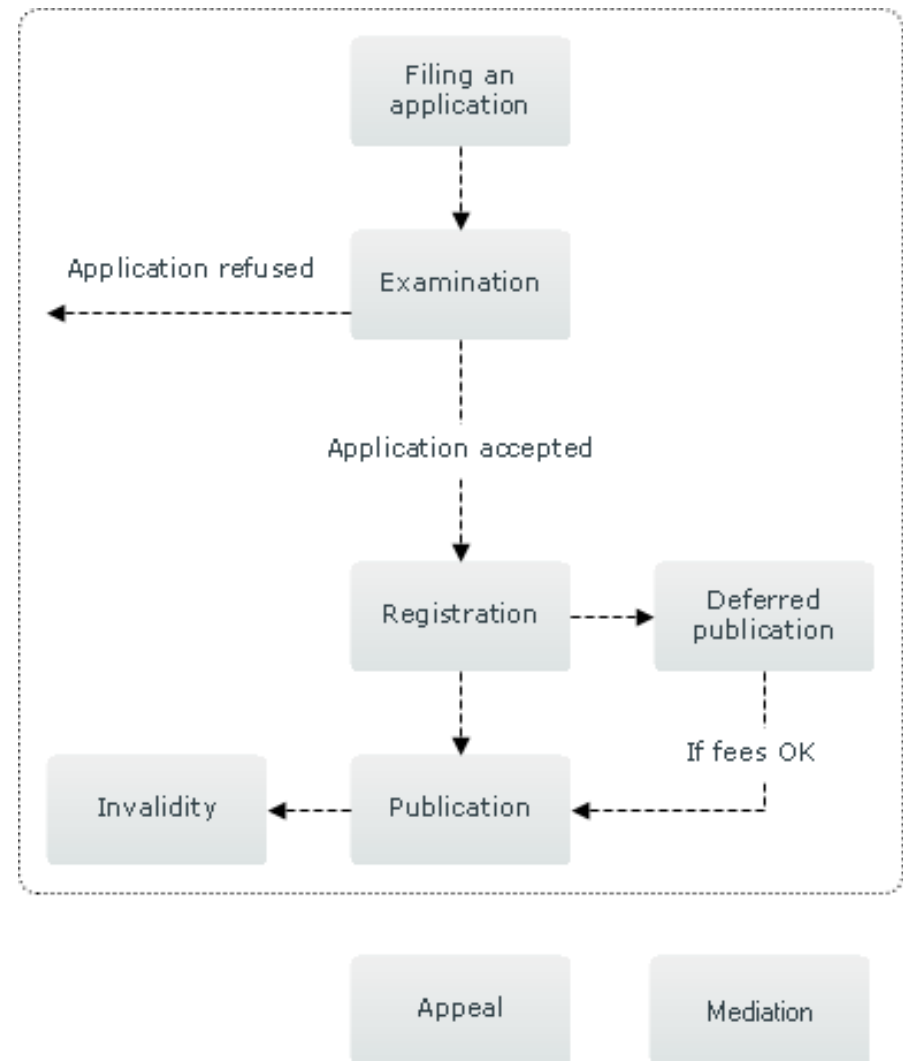 Filing an
application
Application refused
Examination
Application accepted
Registration
Deferred
publication
If fees OK
Invalidity
Publication
Appeal
Mediation